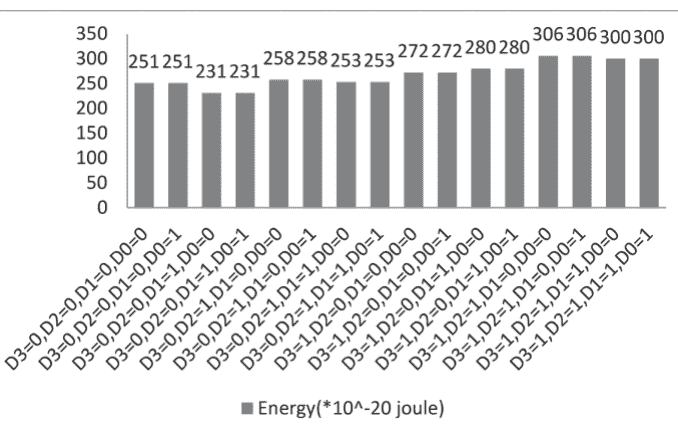 350
300
250
200
150
100
50
0
251 251 231 231 258 258 253 253 272 272 280 280 306 306 300 300
D3=0,D2=0,D1=0,D0=0
D3=0,D2=0,D1=0,D0=1
D3=0,D2=0,D1=1,D0=0
D3=0,D2=0,D1=1,D0=1
D3=0,D2=1,D1=0,D0=0
D3=0,D2=1,D1=0,D0=1
D3=0,D2=1,D1=1,D0=0
D3=0,D2=1,D1=1,D0=1
D3=1,D2=0,D1=0,D0=0
D3=1,D2=0,D1=0,D0=1
D3=1,D2=0,D1=1,D0=0
D3=1,D2=0,D1=1,D0=1
D3=1,D2=1,D1=0,D0=0
D3=1,D2=1,D1=0,D0=1
D3=1,D2=1,D1=1,D0=0
D3=1,D2=1,D1=1,D0=1
Energy(*10^-20 joule)